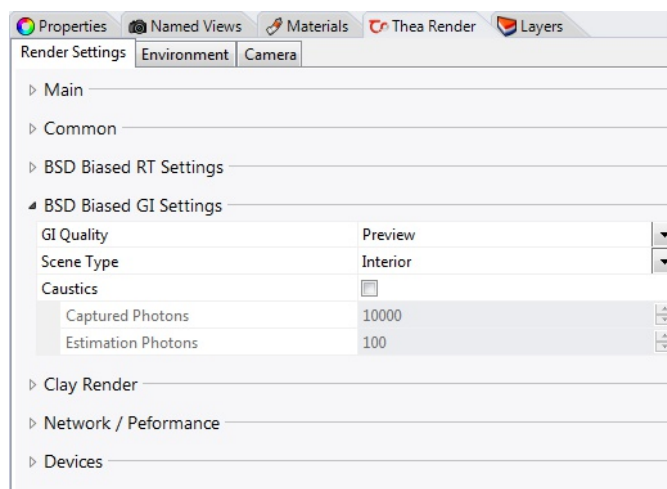 Properties Named Views Materials Thea Render Layers
Render Settings Environment Camera
Main
Common
BSD Biased RT Settings
BSD Biased GI Settings
GI Quality Preview
Scene Type Interior
Caustics
Captured Photons 10000
Estimation Photons 100
Clay Render
Network / Peformance
Devices